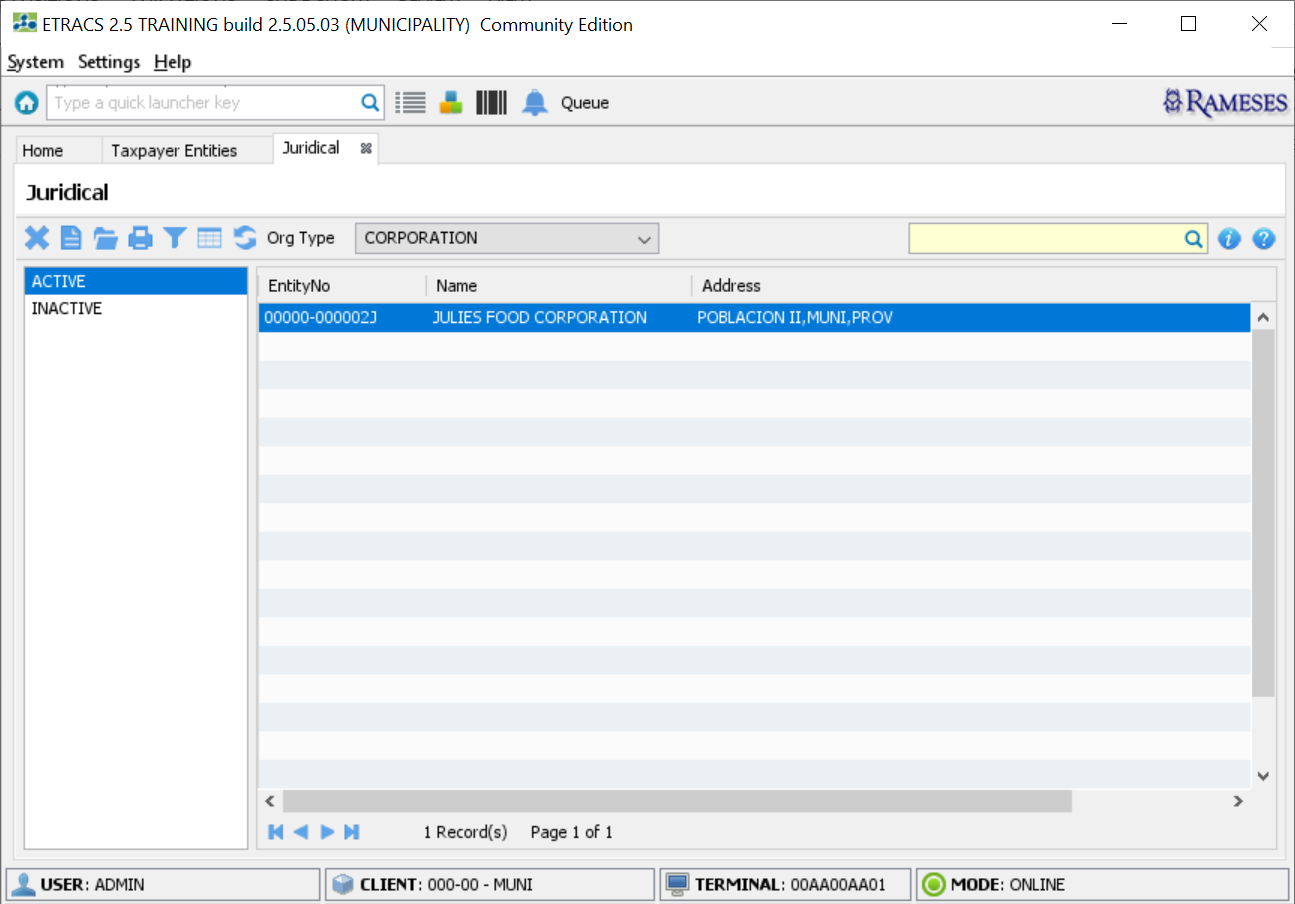 ETRACS 2.5 TRAINING build 2.5.05.03 (MUNICIPALITY)  Community Edition
System Settings Help
Type a quick launcher key Queue RAMESES
Home Taxpayer Entities Juridical
Juridical
Org Type CORPORATION
ACTIVE
INACTIVE
EntityNo Name Address
00000-000002J JULIES FOOD CORPORATION POBLACION II,MUNI,PROV
1 Record(s) Page 1 of 1
USER: ADMIN CLIENT: 000-00 - MUNI TERMINAL: 00AA00AA01 MODE: ONLINE